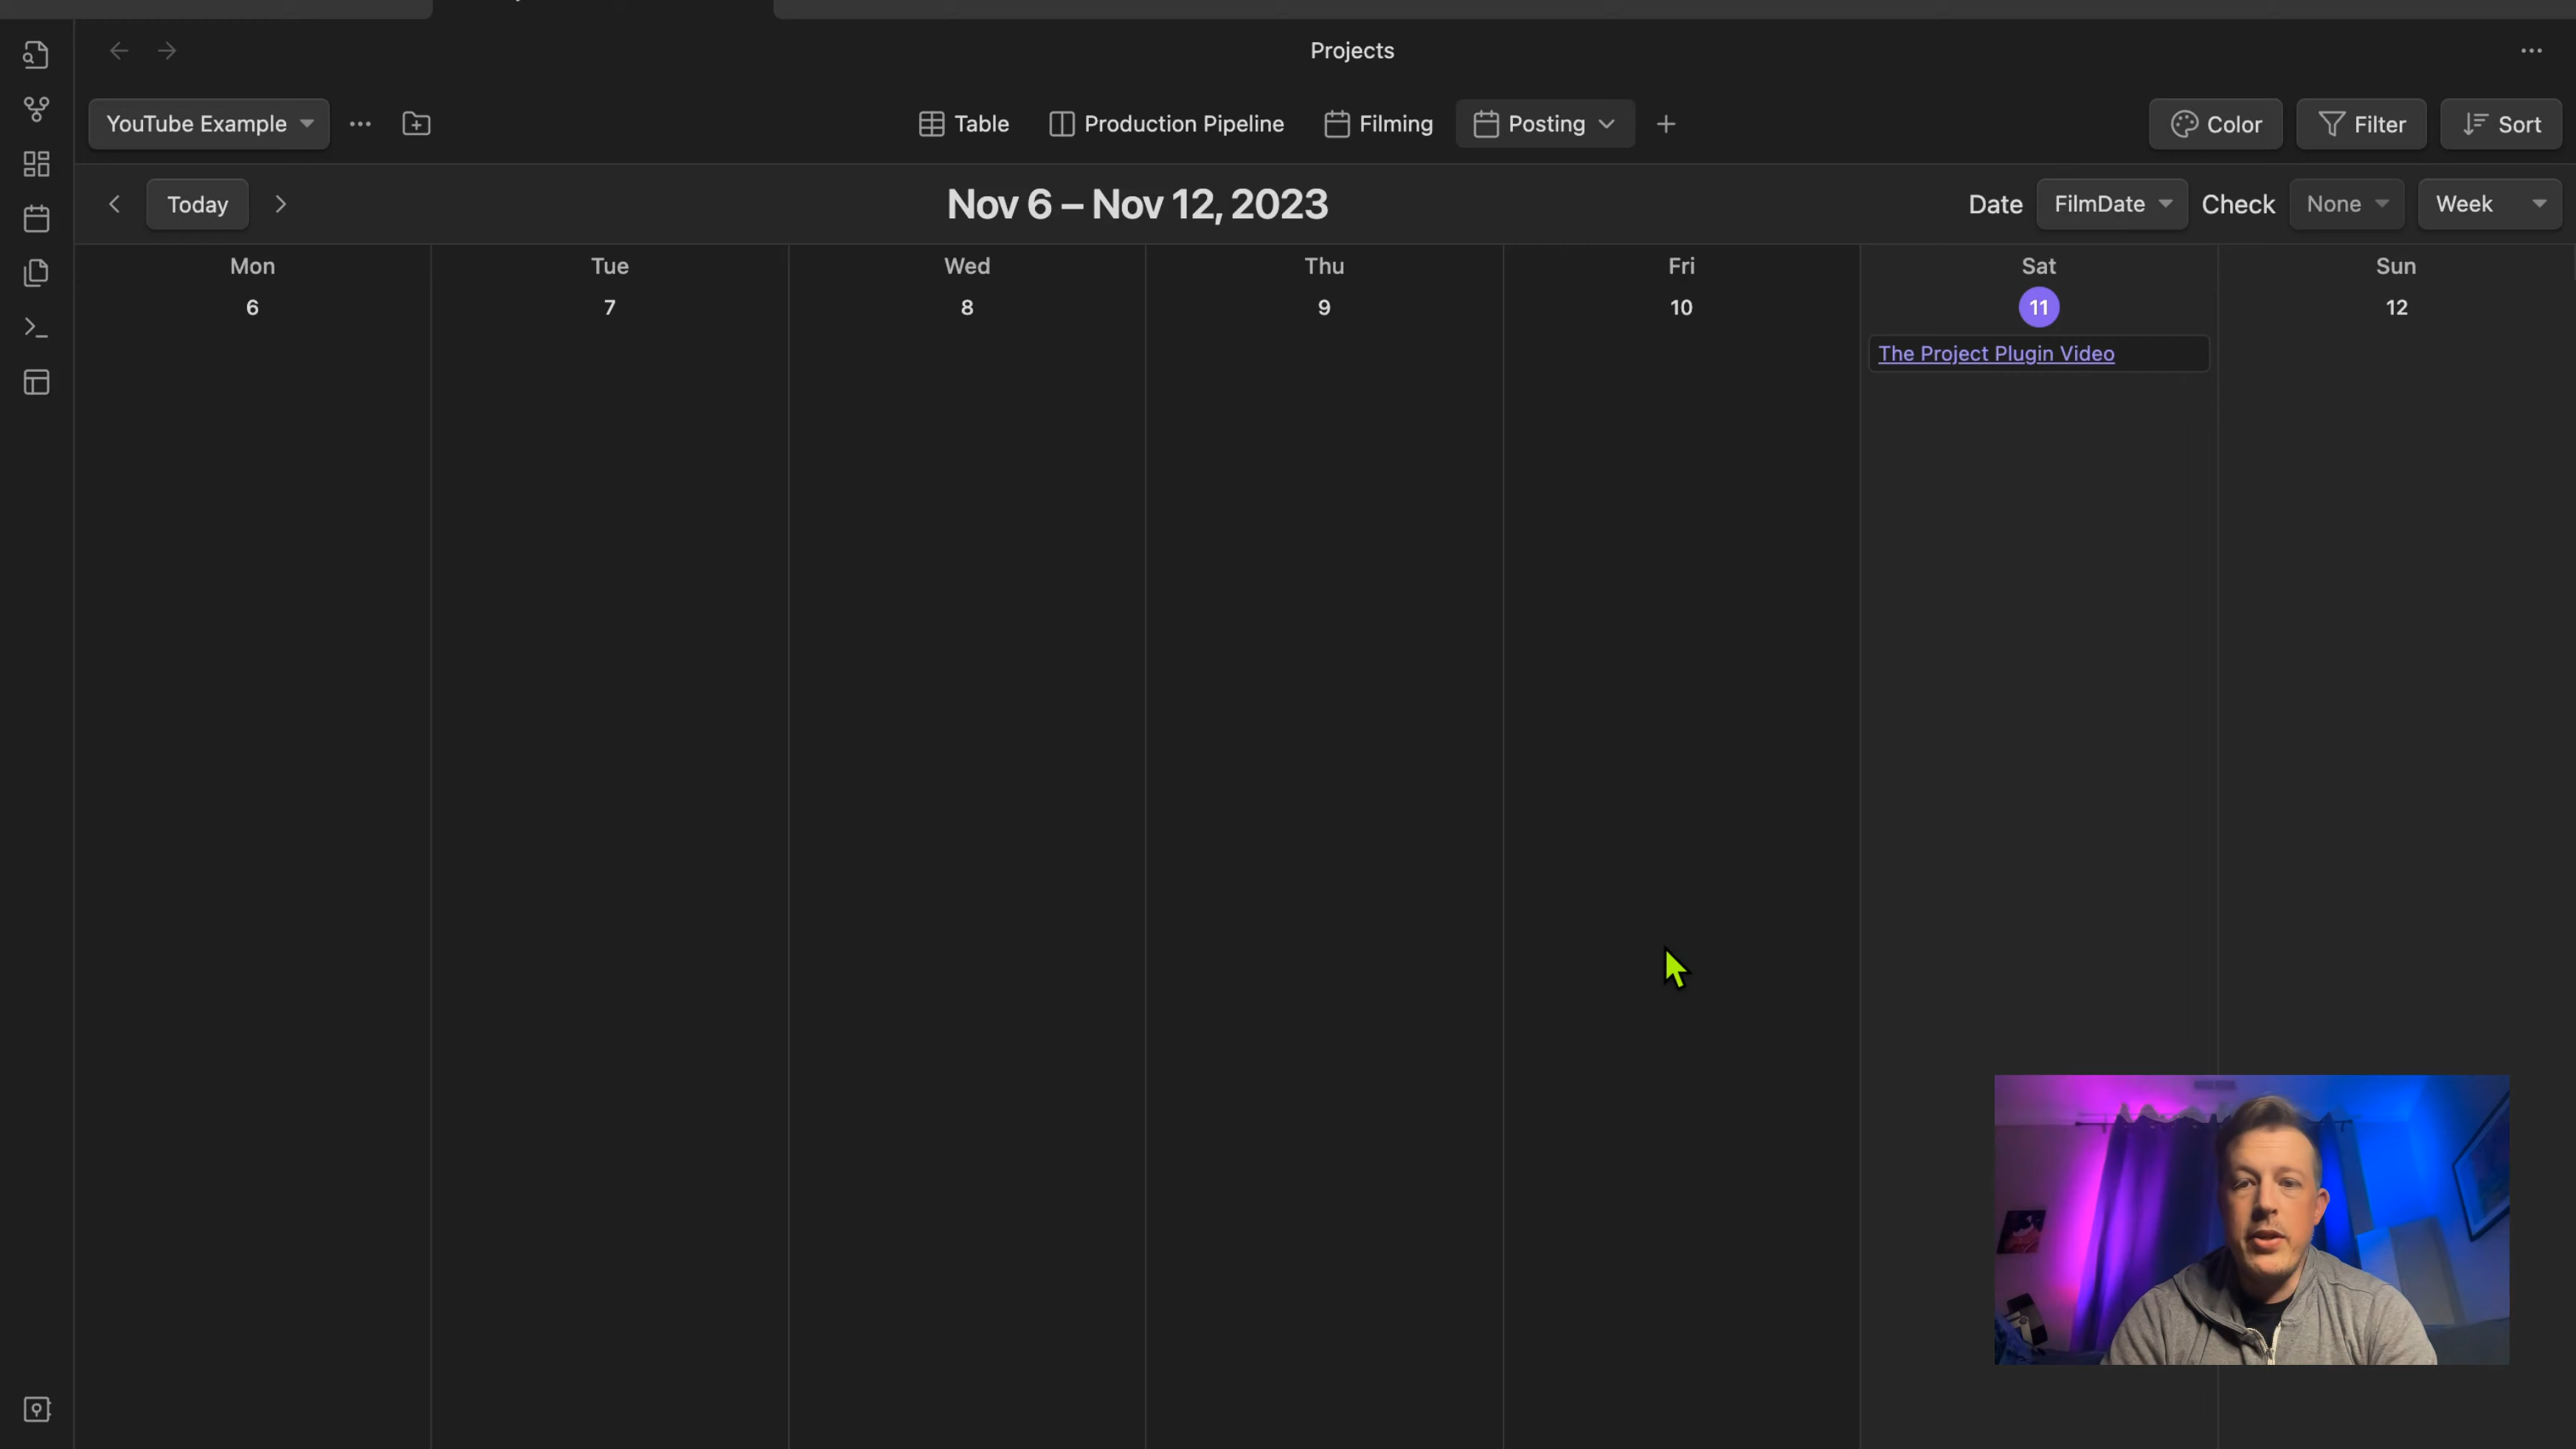 Projects
YouTube Example
Table
Production Pipeline
Filming
Posting
Color
Filter
Sort
Today
Nov 6 – Nov 12, 2023
Date
FilmDate
Check
None
Week
Mon
Tue
Wed
Thu
Fri
Sat
Sun
6
7
8
9
10
11
12
The Project Plugin Video